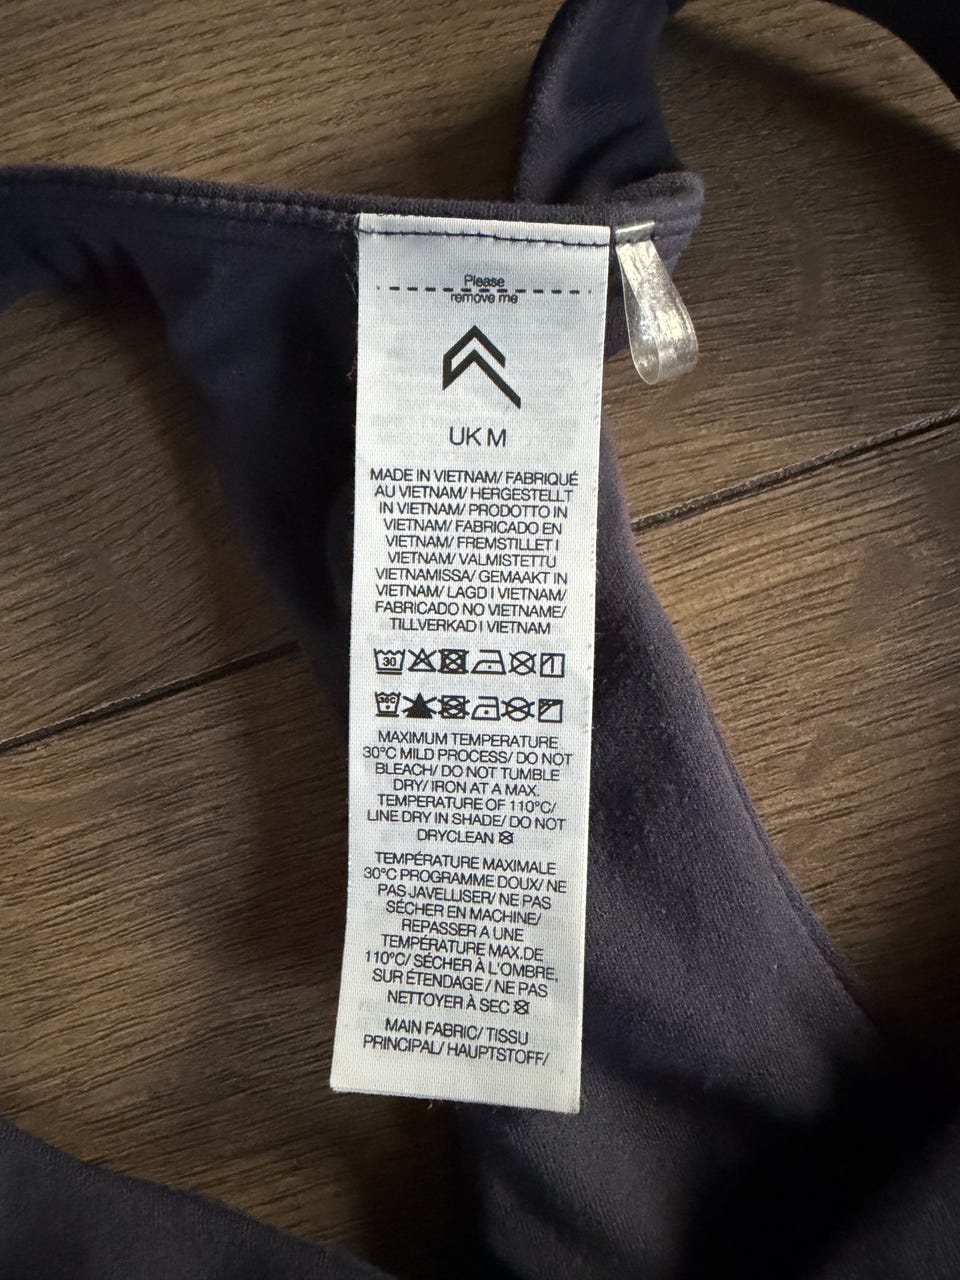 Please
remove me
UK M
MADE IN VIETNAM/ FABRIQUÉ
AU VIETNAM/ HERGESTELLT
IN VIETNAM/ PRODOTTO IN
VIETNAM/ FABRICADO EN
VIETNAM/ FREMSTILLET I
VIETNAM/ VALMISTETTU
VIETNAMISSA/ GEMAAKT IN
VIETNAM/ LAGD I VIETNAM/
FABRICADO NO VIETNAME/
TILLVERKAD I VIETNAM
30
40C
MAXIMUM TEMPERATURE
30°C MILD PROCESS/ DO NOT
BLEACH/ DO NOT TUMBLE
DRY/ IRON AT A MAX.
TEMPERATURE OF 110°C/
LINE DRY IN SHADE/ DO NOT
DRYCLEAN
TEMPÉRATURE MAXIMALE
30°C PROGRAMME DOUX/ NE
PAS JAVELLISER/ NE PAS
SÉCHER EN MACHINE/
REPASSER A UNE
TEMPÉRATURE MAX.DE
110°C/ SÉCHER À L'OMBRE,
SUR ÉTENDAGE / NE PAS
NETTOYER À SEC
MAIN FABRIC/ TISSU
PRINCIPAL/ HAUPTSTOFF/